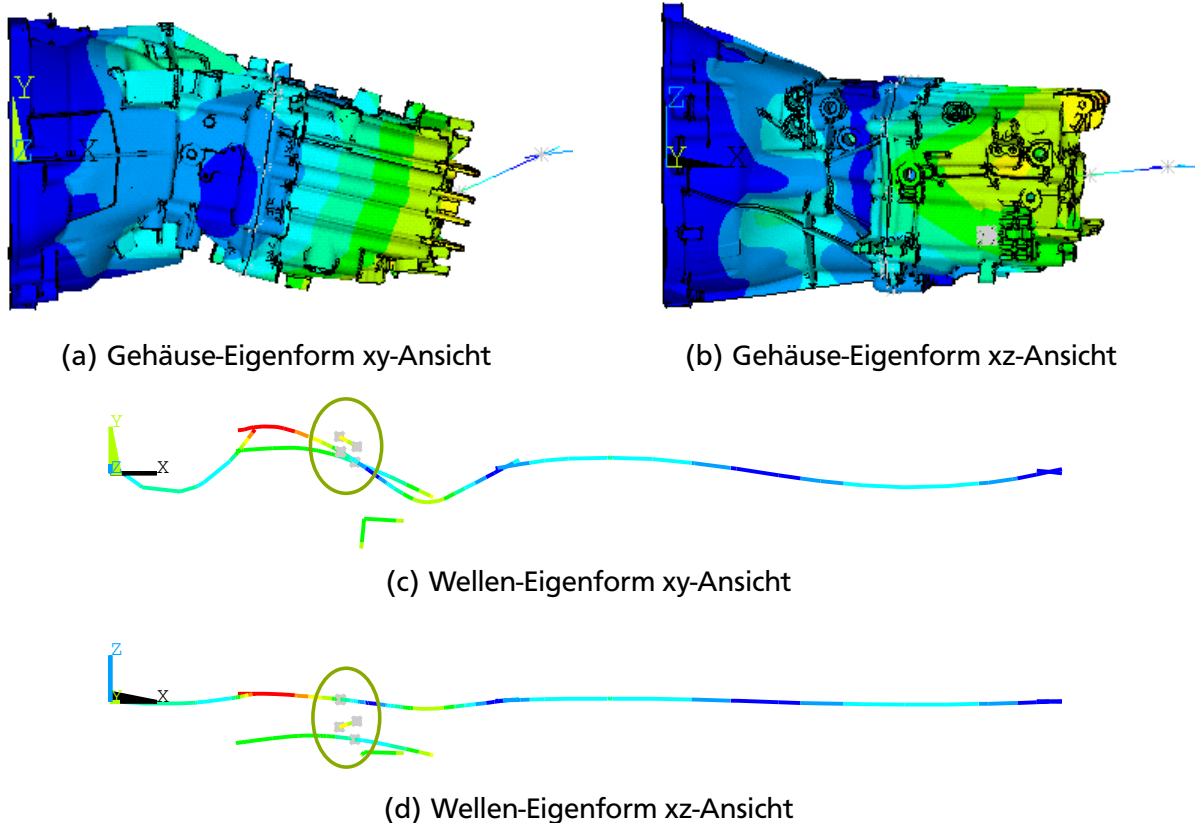 Y
Z
X
Z
Y
X
(a) Gehäuse-Eigenform xy-Ansicht
(b) Gehäuse-Eigenform xz-Ansicht
Y
Z
X
(c) Wellen-Eigenform xy-Ansicht
Z
Y
X
(d) Wellen-Eigenform xz-Ansicht